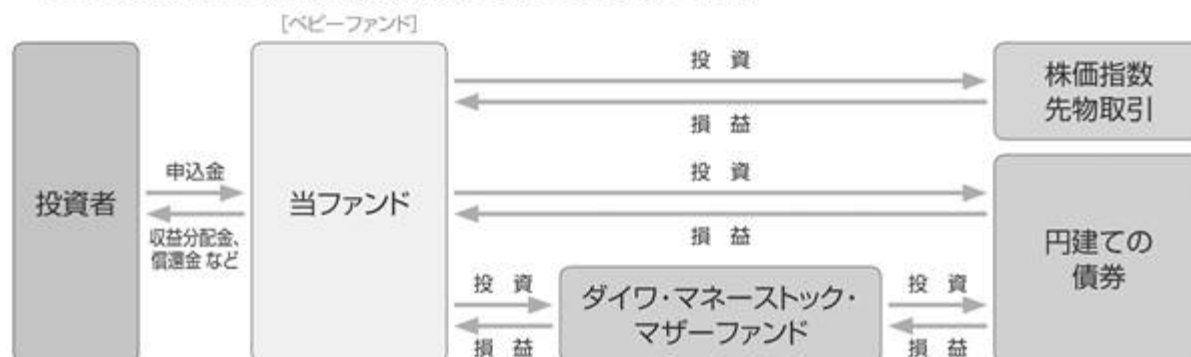 [ベビーファンド]
投資者
申込金
収益分配金、
償還金 など
当ファンド
投 資
損 益
株価指数
先物取引
投 資
損 益
円建ての
債券
投 資
損 益
ダイワ・マネーストック・
マザーファンド
投 資
損 益